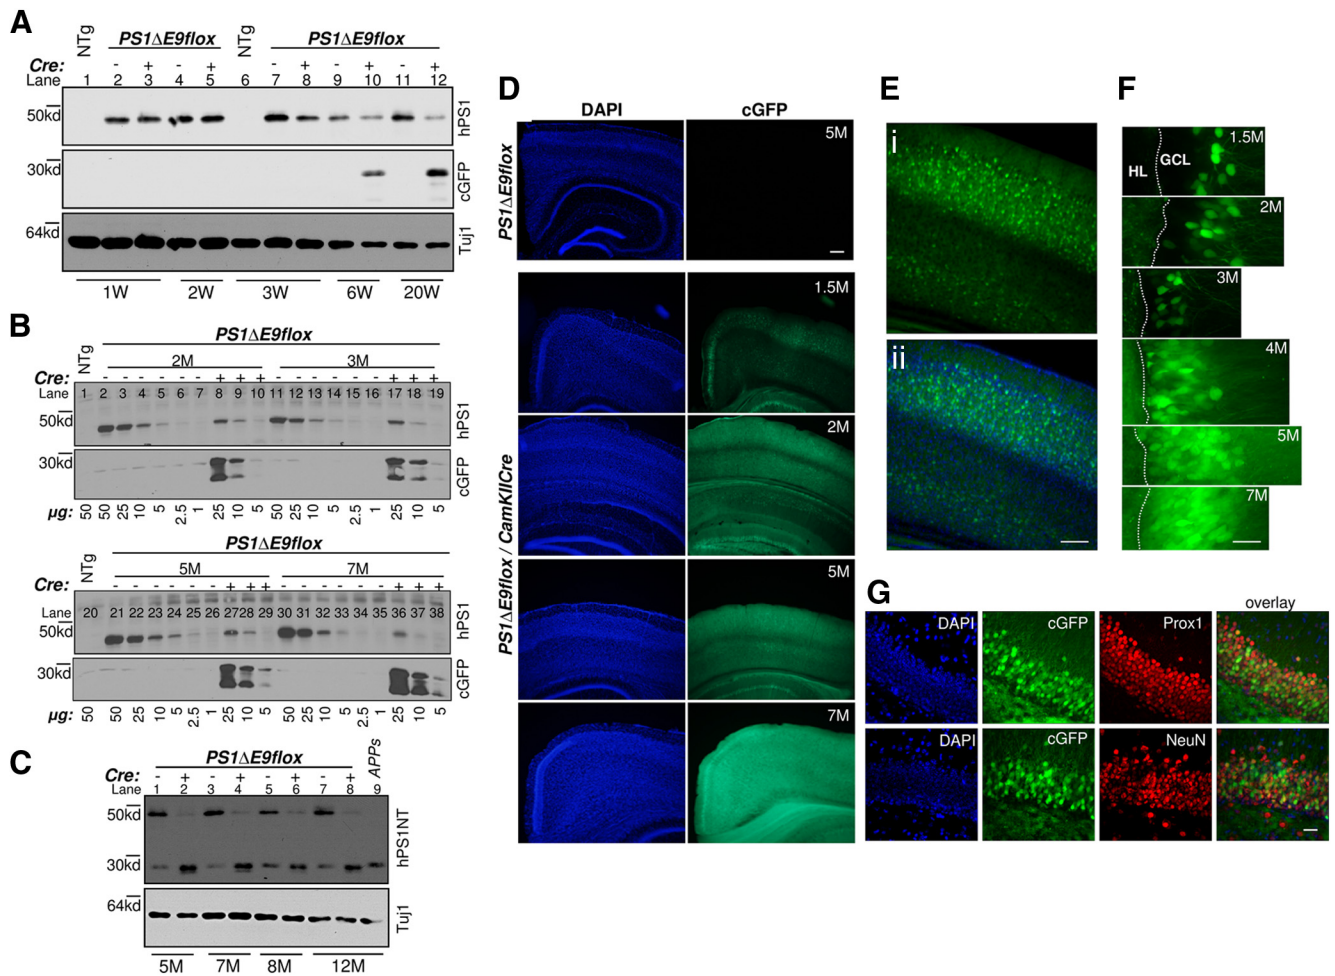 A
NTg PS1ΔE9flox NTg PS1ΔE9flox
Cre: - + - + - + - + - +
Lane 1 2 3 4 5 6 7 8 9 10 11 12
50kd hPS1
30kd cGFP
64kd Tuj1
1W 2W 3W 6W 20W
B
NTg PS1ΔE9flox
2M 3M
Cre: - - - - - - + + + - - - - - - + + +
Lane 1 2 3 4 5 6 7 8 9 10 11 12 13 14 15 16 17 18 19
50kd hPS1
30kd cGFP
μg: 50 50 25 10 5 2.5 1 25 10 5 50 25 10 5 2.5 1 25 10 5
NTg PS1ΔE9flox
5M 7M
Cre: - - - - - - + + + - - - - - - + + +
Lane 20 21 22 23 24 25 26 27 28 29 30 31 32 33 34 35 36 37 38
50kd hPS1
30kd cGFP
μg: 50 50 25 10 5 2.5 1 25 10 5 50 25 10 5 2.5 1 25 10 5
C
PS1ΔE9flox APPs
Cre: - + - + - + - +
Lane 1 2 3 4 5 6 7 8 9
50kd
30kd hPS1NT
64kd Tuj1
5M 7M 8M 12M
D
DAPI cGFP
PS1ΔE9flox 5M
PS1ΔE9flox / CamKIICre
1.5M
2M
5M
7M
E
i
ii
F
HL GCL 1.5M
2M
3M
4M
5M
7M
G
overlay
DAPI cGFP Prox1
DAPI cGFP NeuN